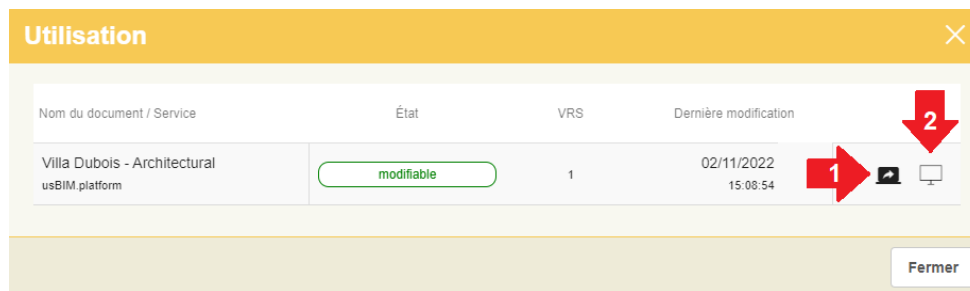 Utilisation
Nom du document / Service État VRS Dernière modification
2
Villa Dubois - Architectural
usBIM.platform
modifiable 1
02/11/2022
15:08:54
1
Fermer